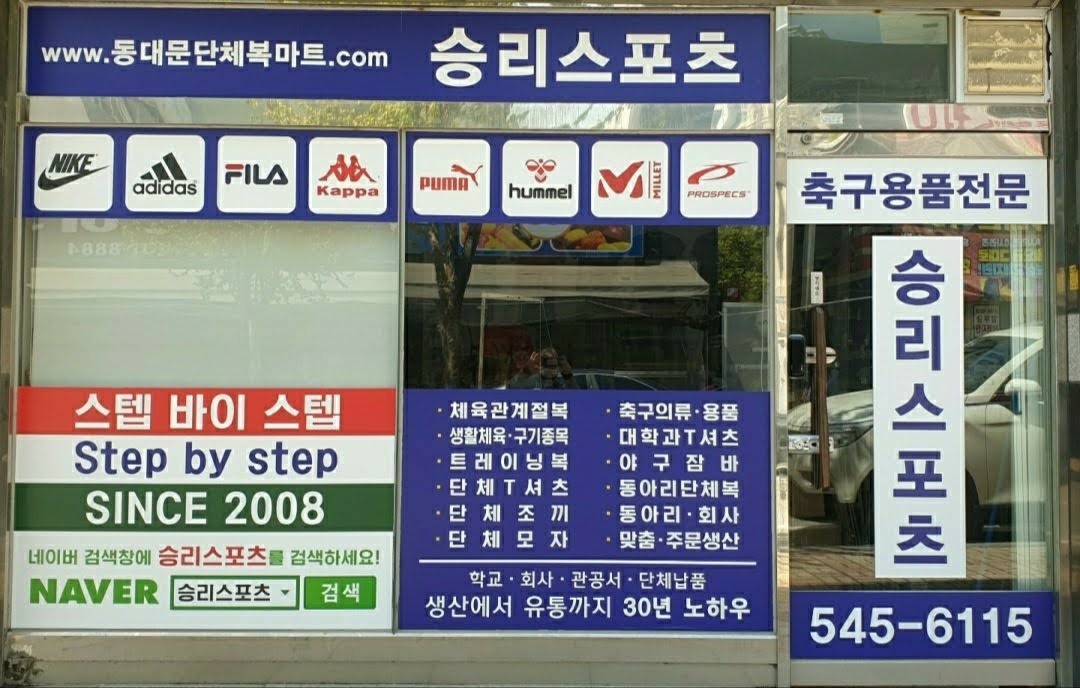 www.동대문단체복마트.com
승리스포츠
NIKE
adidas
FILA
Kappa
PUMA
hummel
MILLET
PROSPECS
축구용품전문
승리스포츠
스텝 바이 스텝
Step by step
SINCE 2008
네이버 검색창에 승리스포츠를 검색하세요!
NAVER 승리스포츠 검색
· 체육관계절복
· 생활체육·구기종목
· 트레이닝복
· 단체T셔츠
· 단체조끼
· 단체모자
· 축구의류·용품
· 대학과T셔츠
· 야구잠바
· 동아리단체복
· 동아리·회사
· 맞춤·주문생산
학교·회사·관공서·단체납품
생산에서 유통까지 30년 노하우
545-6115